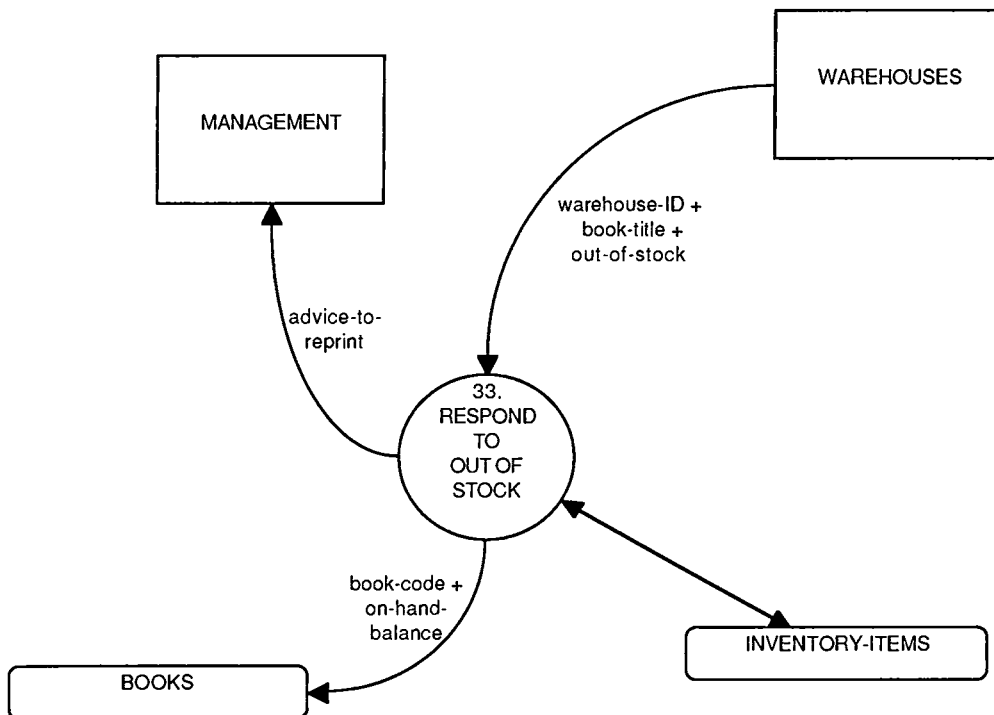 WAREHOUSES
MANAGEMENT
warehouse-ID +
book-title +
out-of-stock
advice-to-
reprint
33.
RESPOND
TO
OUT OF
STOCK
book-code +
on-hand-
balance
INVENTORY-ITEMS
BOOKS